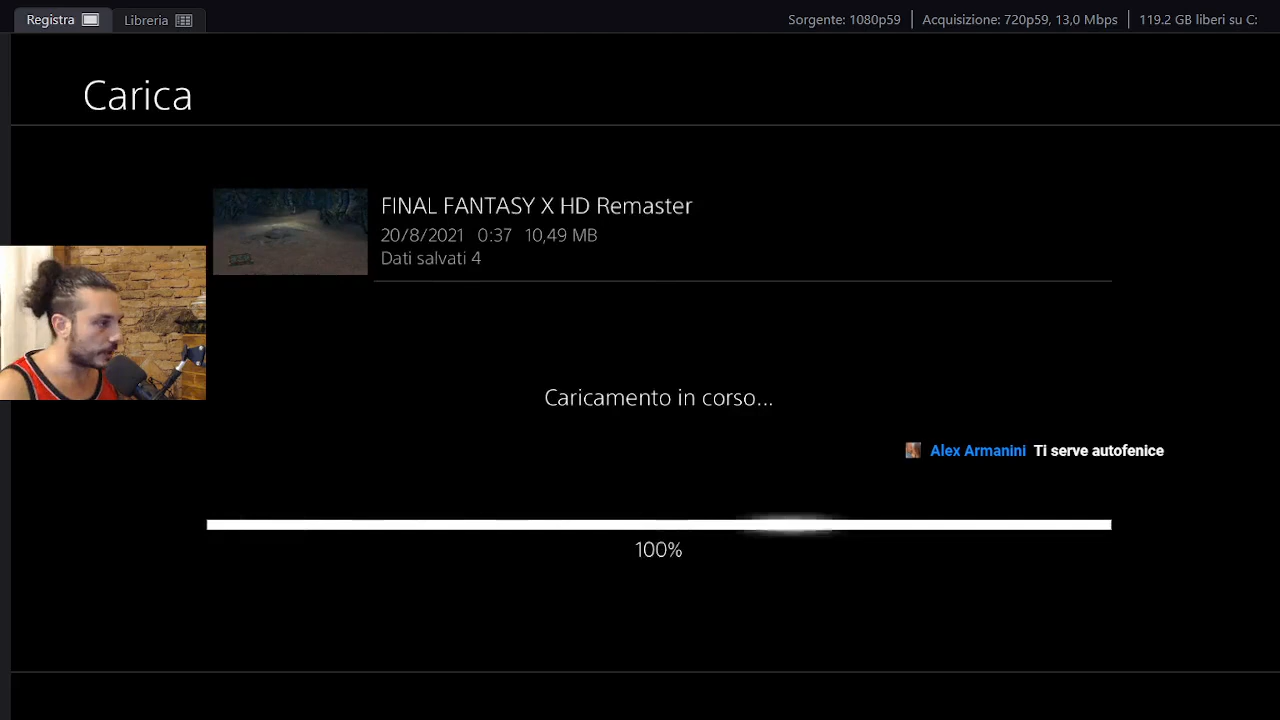 Registra
Libreria
Sorgente: 1080p59
Acquisizione: 720p59, 13,0 Mbps
119.2 GB liberi su C:
Carica
FINAL FANTASY X HD Remaster
20/8/2021 0:37 10,49 MB
Dati salvati 4
Caricamento in corso...
Alex Armanini Ti serve autofenice
100%